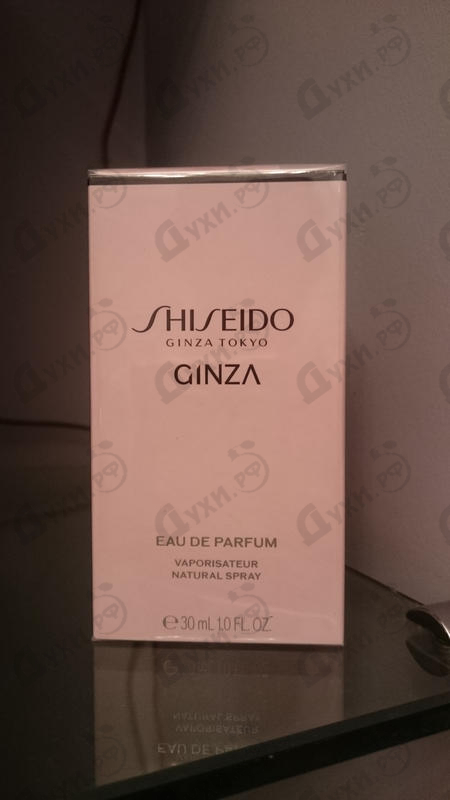 SHISEIDO
GINZA TOKYO
GINZA
EAU DE PARFUM
VAPORISATEUR
NATURAL SPRAY
℮ 30 mL 1.0 FL. OZ.
Духи.рф